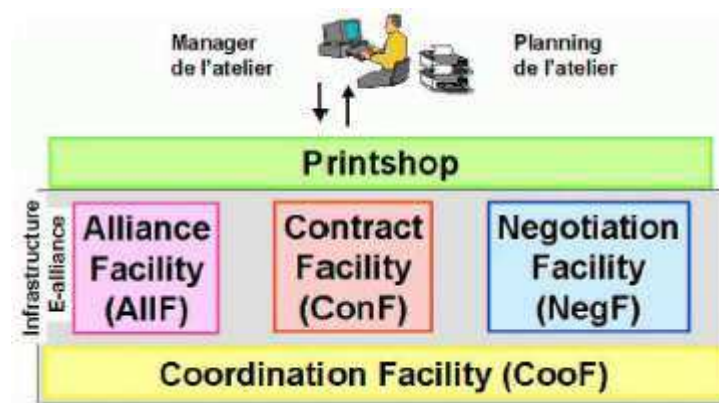 Manager
de l'atelier
Planning
de l'atelier
Printshop
Infrastructure
E-alliance
Alliance
Facility
(AllF)
Contract
Facility
(ConF)
Negotiation
Facility
(NegF)
Coordination Facility (CooF)